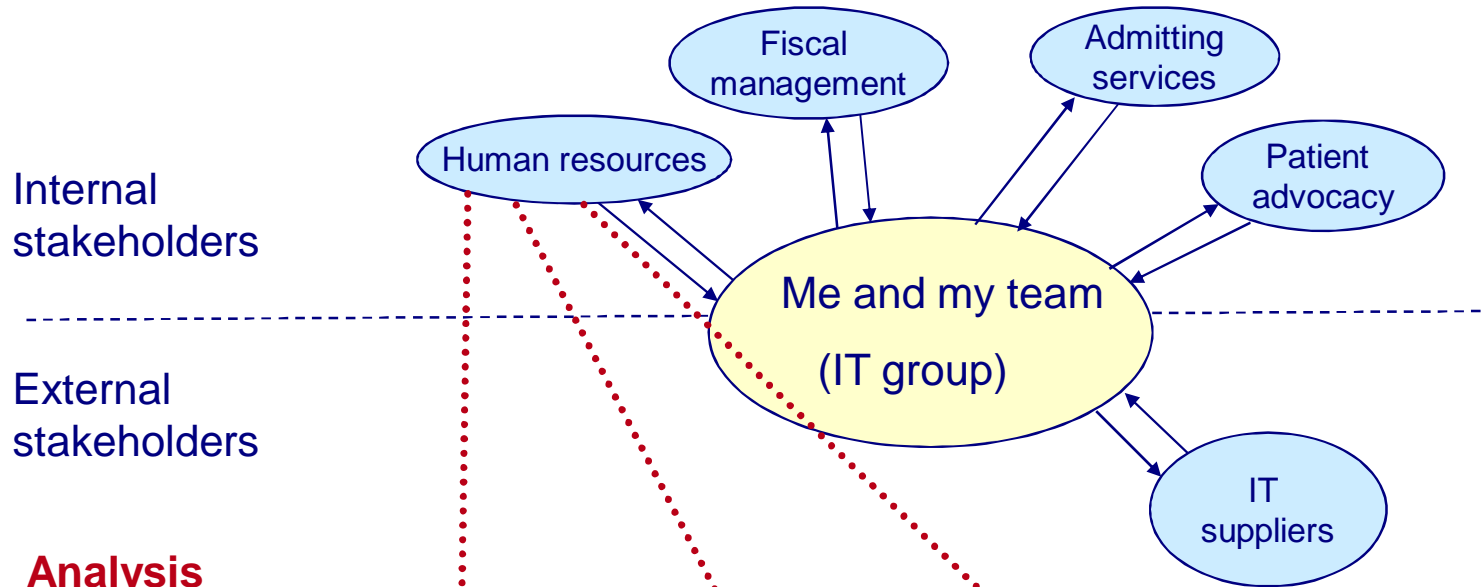 Fiscal
management
Admitting
services
Human resources
Patient
advocacy
Internal
stakeholders
Me and my team
(IT group)
External
stakeholders
IT
suppliers
Analysis